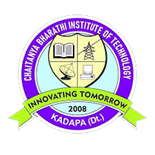 CHAITANYA BHARATHI INSTITUTE OF TECHNOLOGY
INNOVATING TOMORROW
2008
KADAPA (Dt.)